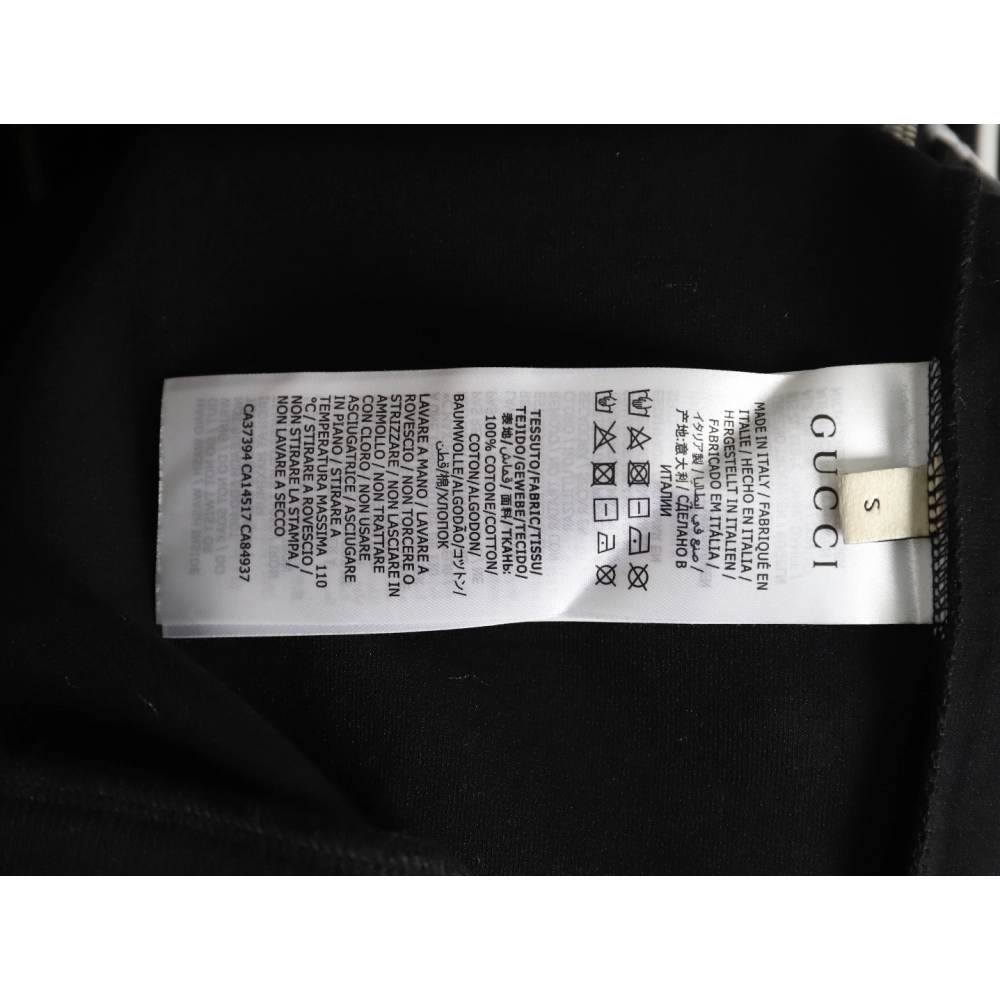 GUCCI
S
MADE IN ITALY / FABRIQUÉ EN
ITALIE / HECHO EN ITALIA /
HERGESTELLT IN ITALIEN /
FABRICADO EM ITÁLIA /
イタリア製 / صنع في إيطاليا /
产地:意大利 / СДЕЛАНО В
ИТАЛИИ
TESSUTO/FABRIC/TISSU/
TEJIDO/GEWEBE/TECIDO/
表地/قماش/面料/ТКАНЬ:
100% COTTONE/COTTON/
COTON/ALGODON/
BAUMWOLLE/ALGODÃO/コットン/
قطن/棉/ХЛОПОК
LAVARE A MANO / LAVARE A
ROVESCIO / NON TORCERE O
STRIZZARE / NON LASCIARE IN
AMMOLLO / NON TRATTARE
CON CLORO / NON USARE
ASCIUGATRICE / ASCIUGARE
IN PIANO / STIRARE A
TEMPERATURA MASSIMA 110
°C / STIRARE A ROVESCIO /
NON STIRARE LA STAMPA /
NON LAVARE A SECCO
CA37394 CA14517 CA84937